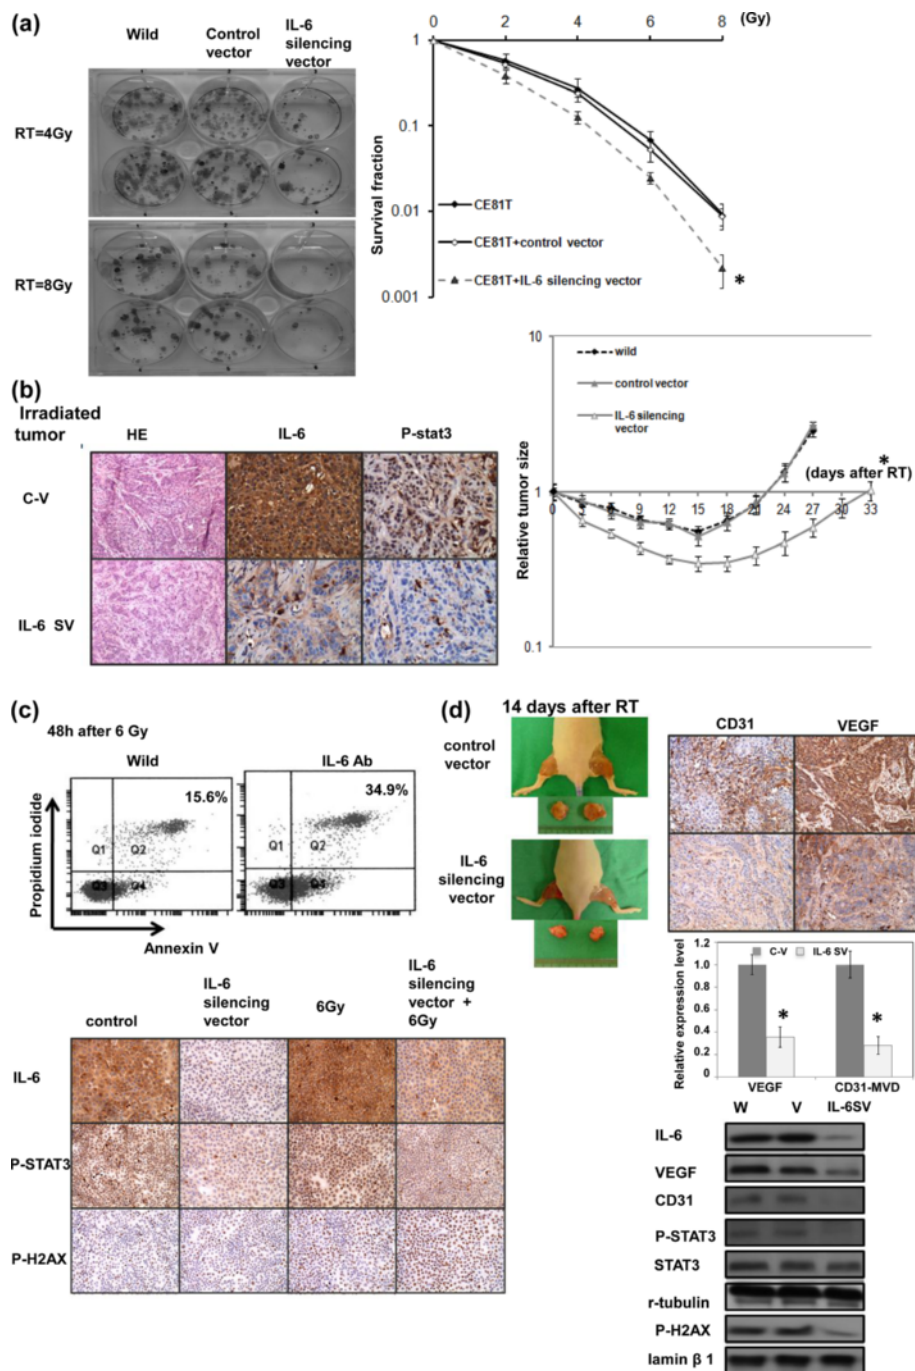 (a)
Wild
Control
vector
IL-6
silencing
vector
RT=4Gy
RT=8Gy
0
2
4
6
8
(Gy)
1
0.1
0.01
0.001
Survival fraction
CE81T
CE81T+control vector
CE81T+IL-6 silencing vector
*
(b)
Irradiated
tumor
HE
IL-6
P-stat3
C-V
IL-6 SV
10
1
0.1
Relative tumor size
wild
control vector
IL-6 silencing
vector
*
(days after RT)
0
3
6
9
12
15
18
21
24
27
30
33
(c)
48h after 6 Gy
Wild
IL-6 Ab
15.6%
34.9%
Q1
Q2
Q3
Q4
Q1
Q2
Q3
Q4
Propidium iodide
Annexin V
control
IL-6
silencing
vector
6Gy
IL-6
silencing
vector +
6Gy
IL-6
P-STAT3
P-H2AX
(d)
14 days after RT
control
vector
IL-6
silencing
vector
CD31
VEGF
1.2
1.0
0.8
0.6
0.4
0.2
0
Relative expression level
C-V
IL-6 SV
*
*
VEGF
CD31-MVD
W
V
IL-6SV
IL-6
VEGF
CD31
P-STAT3
STAT3
r-tubulin
P-H2AX
lamin β 1